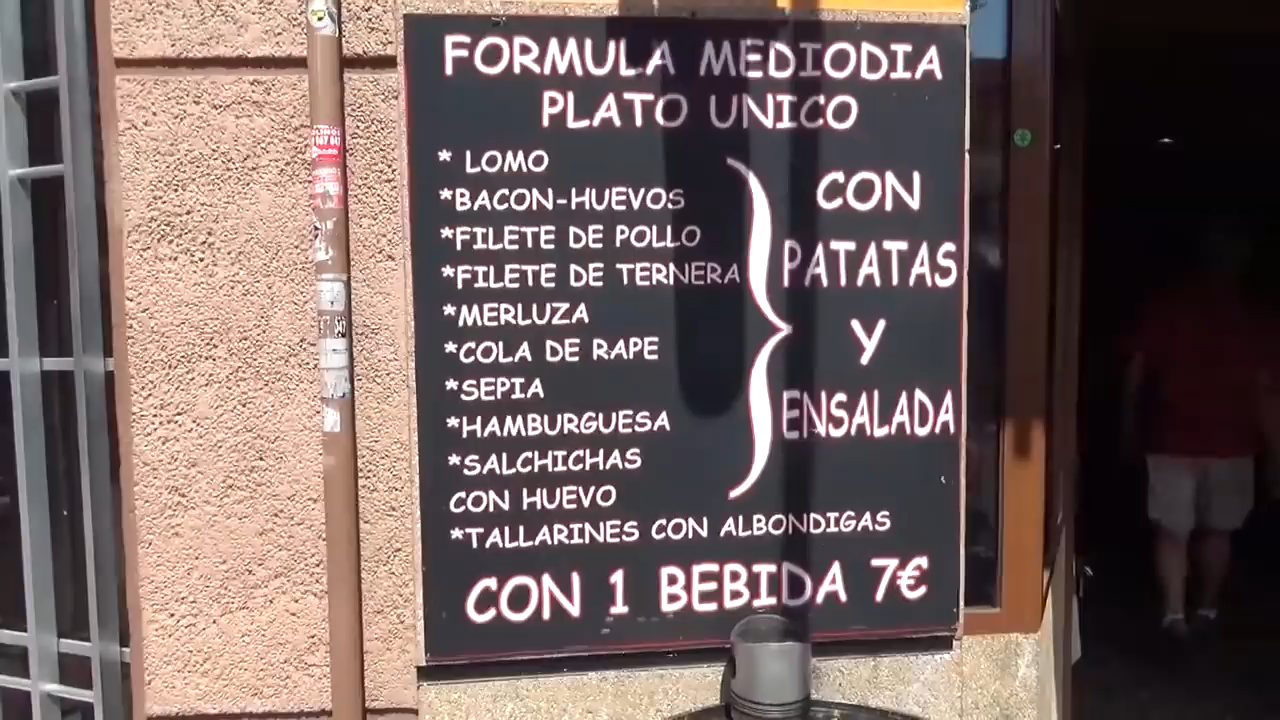 FORMULA MEDIODIA
PLATO UNICO
* LOMO
*BACON-HUEVOS
*FILETE DE POLLO
*FILETE DE TERNERA
*MERLUZA
*COLA DE RAPE
*SEPIA
*HAMBURGUESA
*SALCHICHAS
CON HUEVO
CON
PATATAS
Y
ENSALADA
*TALLARINES CON ALBONDIGAS
CON 1 BEBIDA 7€